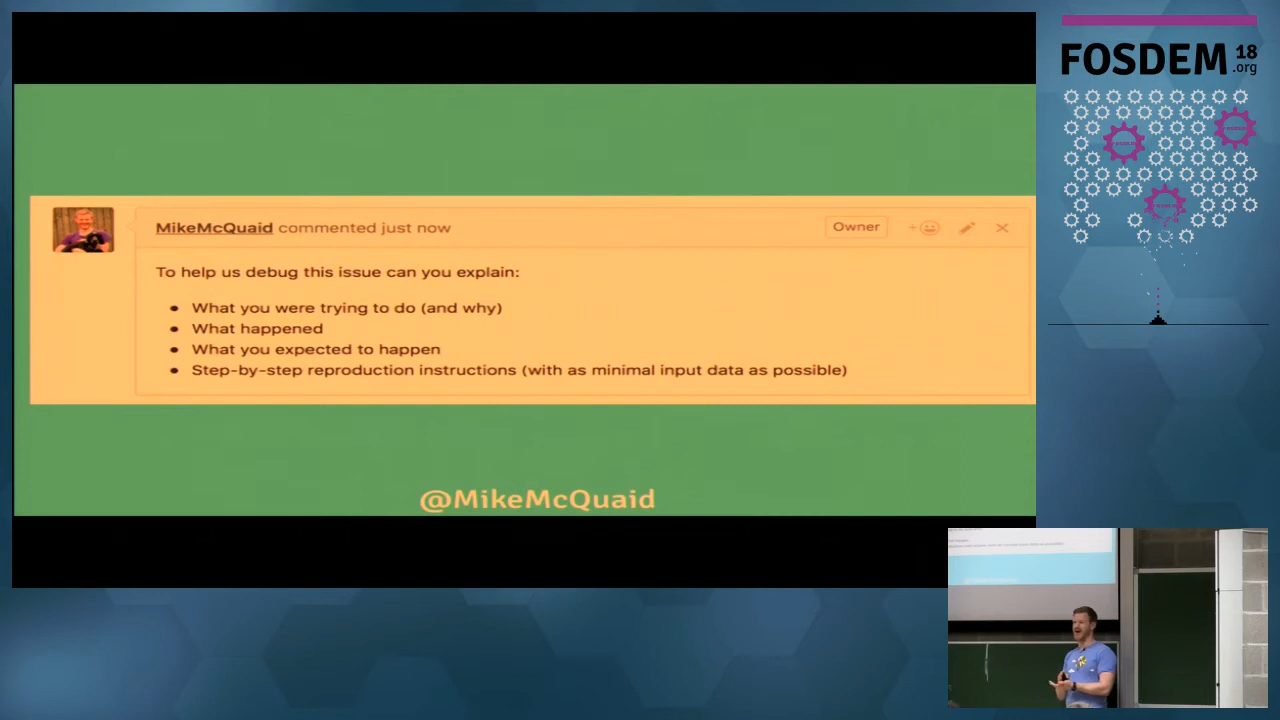 FOSDEM 18
.org
MikeMcQuaid commented just now
Owner
To help us debug this issue can you explain:
• What you were trying to do (and why)
• What happened
• What you expected to happen
• Step-by-step reproduction instructions (with as minimal input data as possible)
@MikeMcQuaid